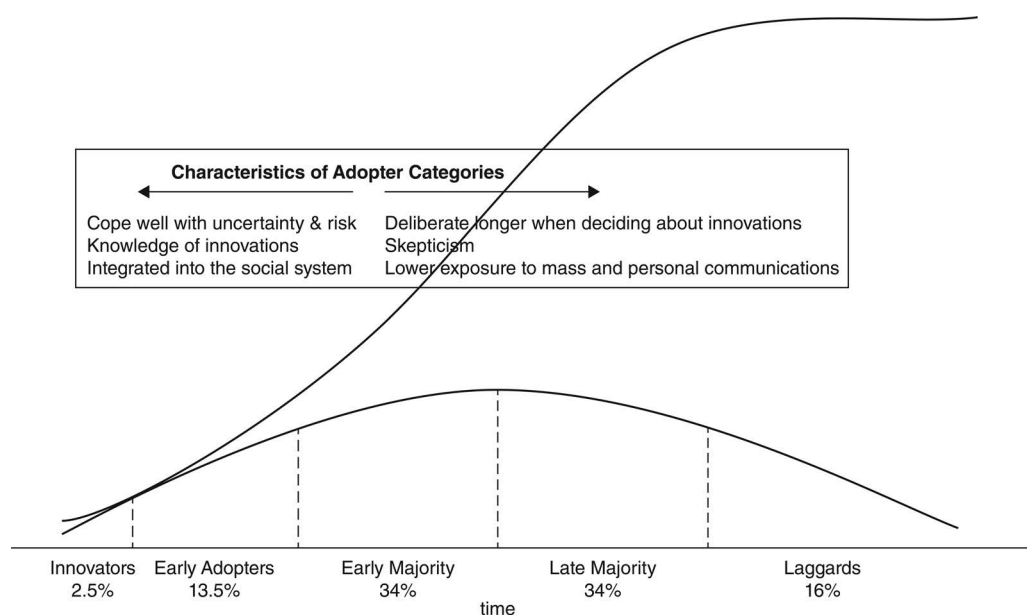 Characteristics of Adopter Categories
Cope well with uncertainty & risk
Knowledge of innovations
Integrated into the social system
Deliberate longer when deciding about innovations
Skepticism
Lower exposure to mass and personal communications
Innovators
2.5%
Early Adopters
13.5%
Early Majority
34%
Late Majority
34%
Laggards
16%
time